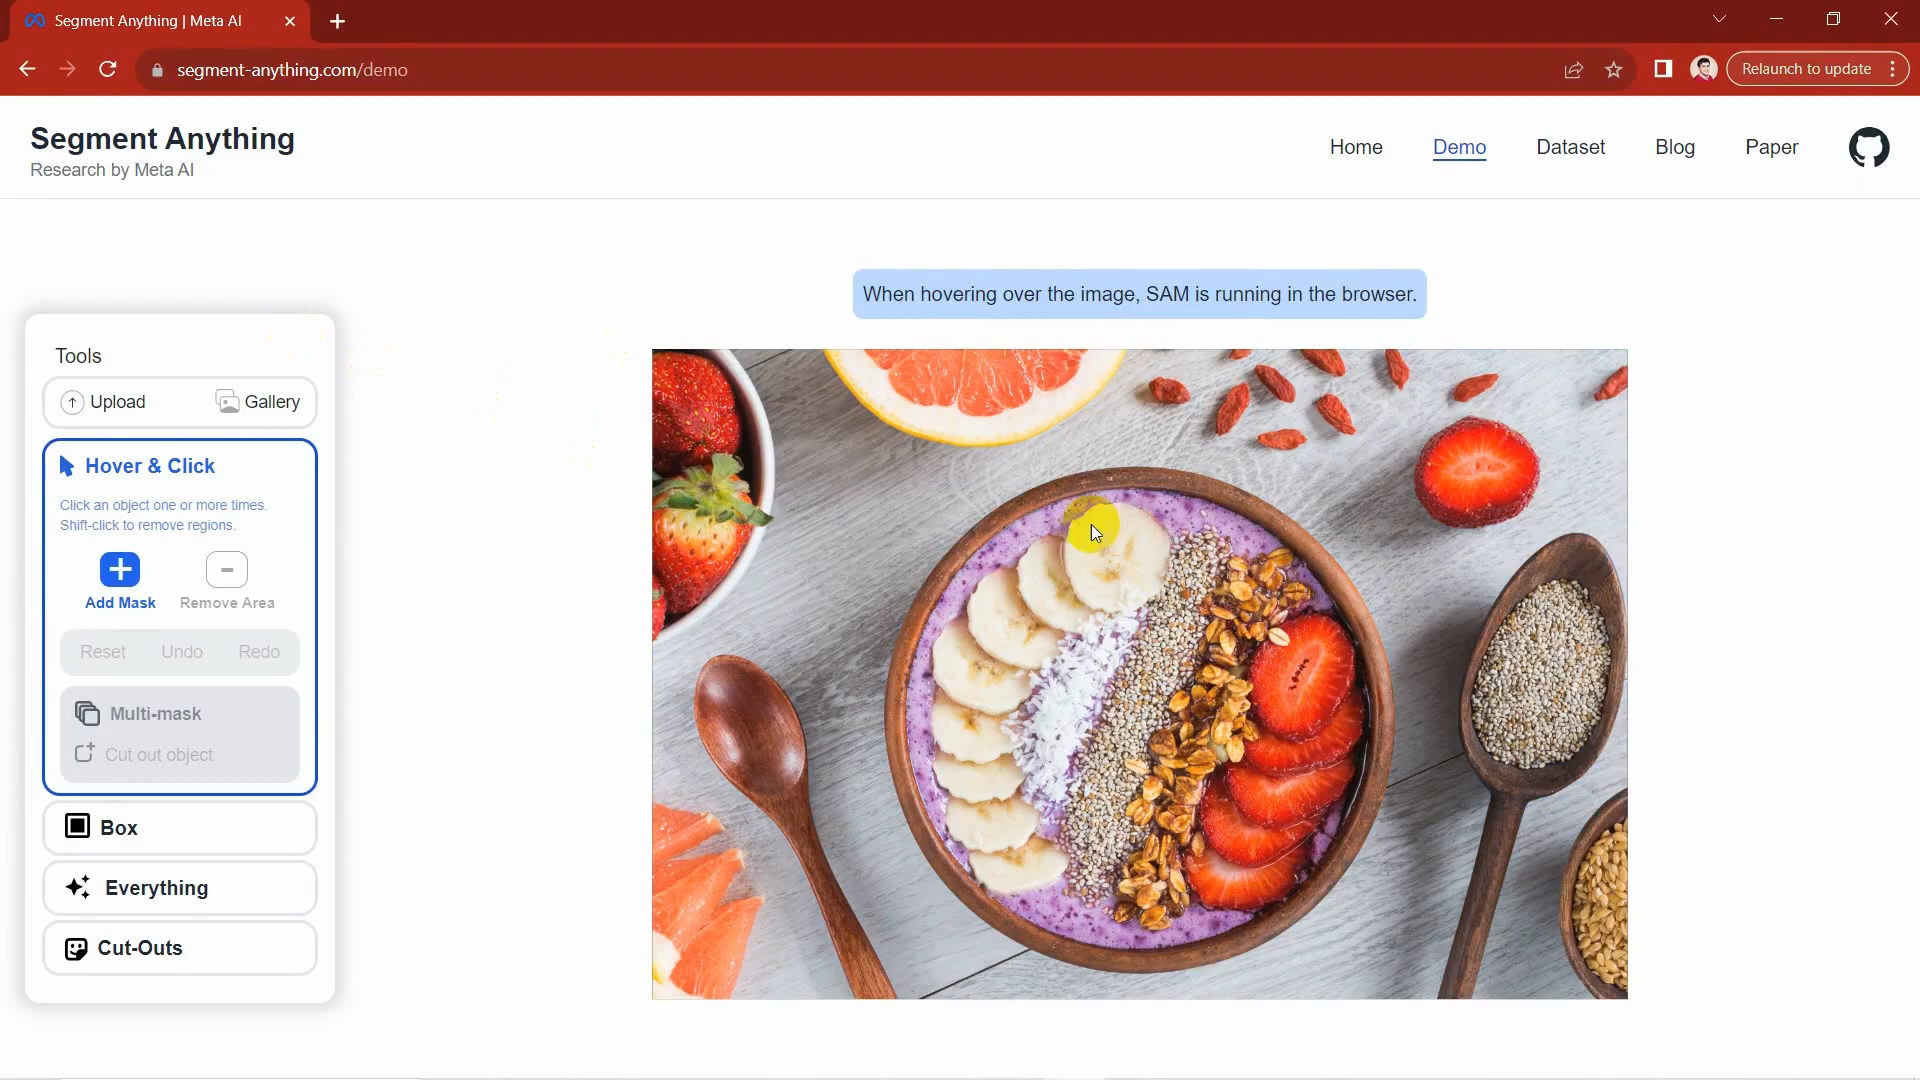 Segment Anything | Meta AI
segment-anything.com/demo
Relaunch to update
Segment Anything
Research by Meta AI
Home
Demo
Dataset
Blog
Paper
When hovering over the image, SAM is running in the browser.
Tools
Upload
Gallery
Hover & Click
Click an object one or more times.
Shift-click to remove regions.
Add Mask
Remove Area
Reset
Undo
Redo
Multi-mask
Cut out object
Box
Everything
Cut-Outs